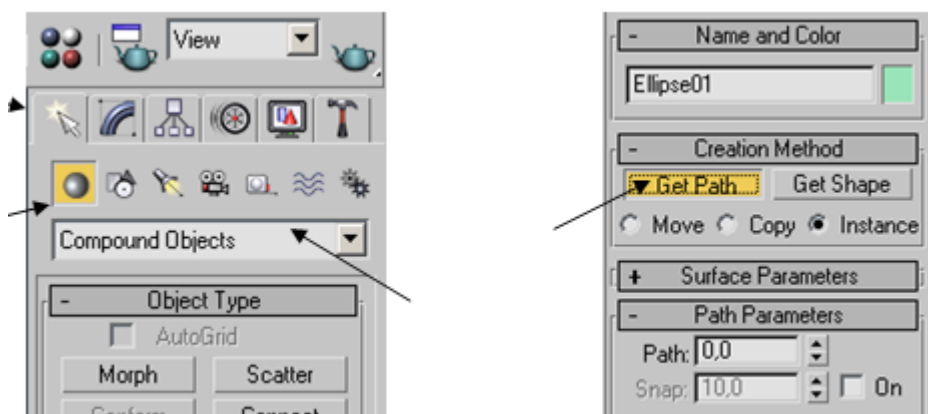 View
Compound Objects
- Object Type
AutoGrid
Morph Scatter
Conform Connect
- Name and Color
Ellipse01
- Creation Method
Get Path Get Shape
Move Copy Instance
+ Surface Parameters
- Path Parameters
Path: 0,0
Snap: 10,0 On